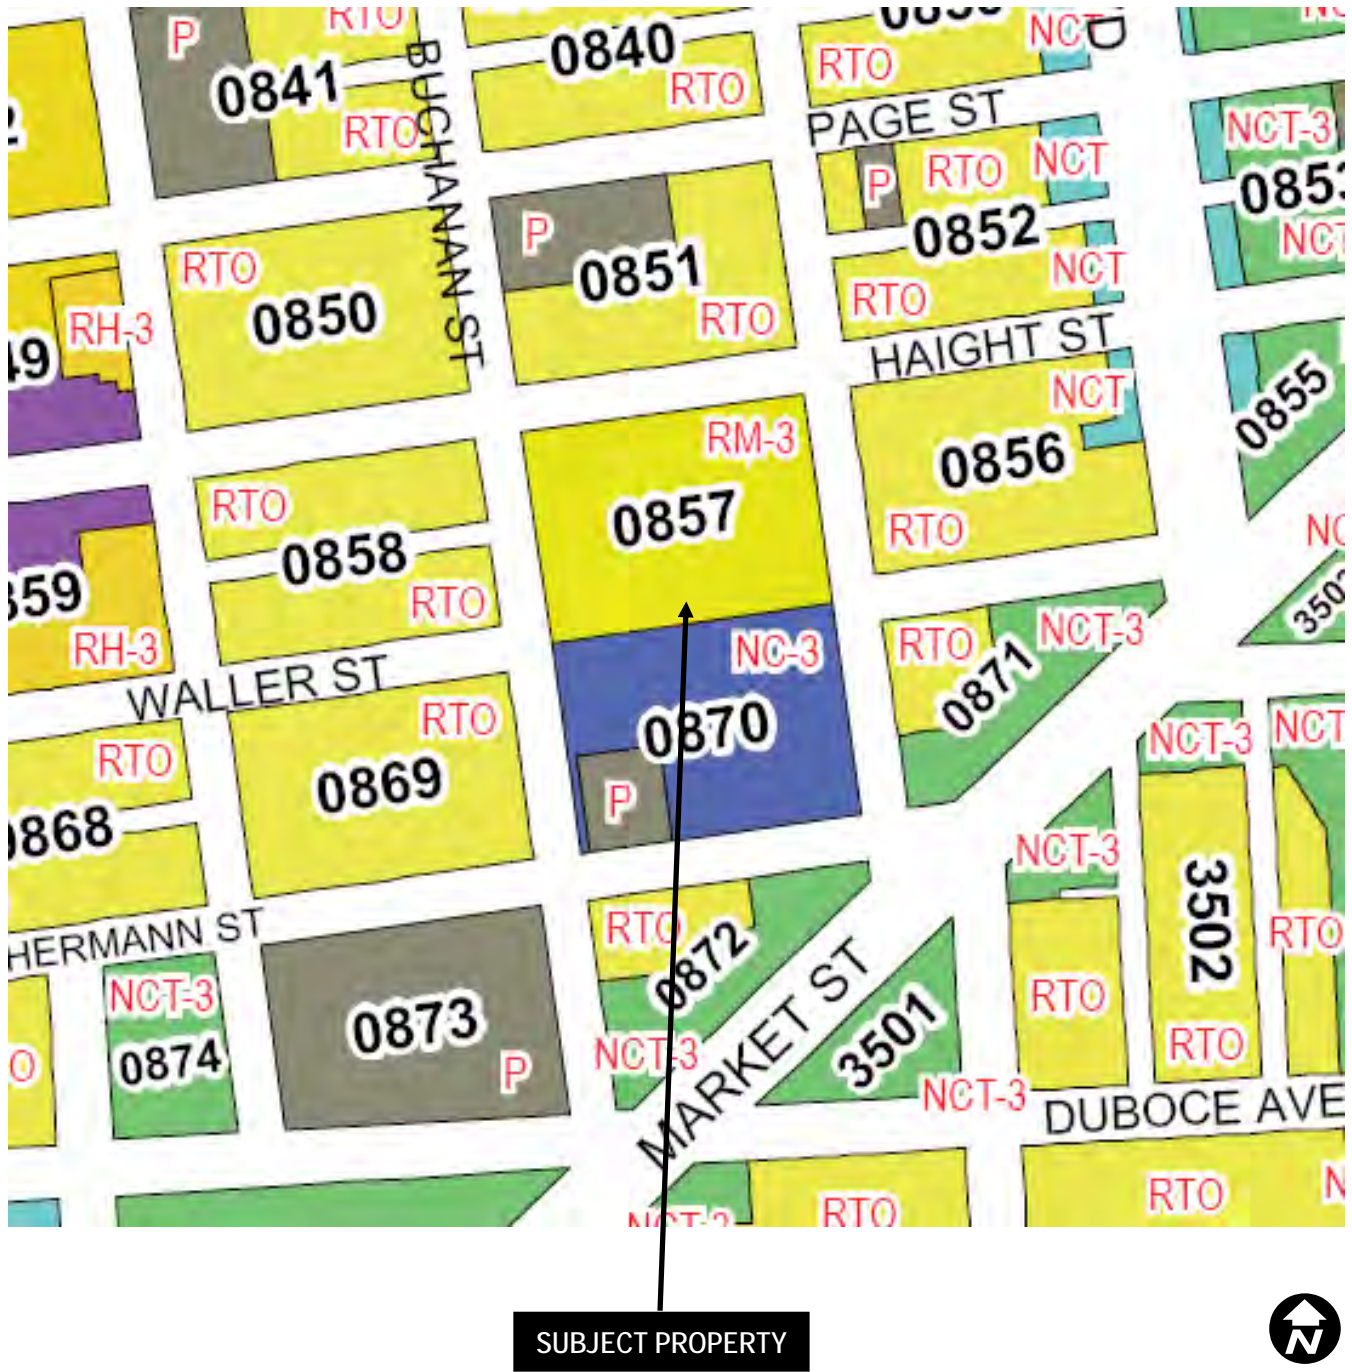 P
RTO
0841
RTO
BUCHANAN ST
0840
RTO
RTO
NCT
PAGE ST
P
RTO
NCT
0852
RTO
NCT
NCT-3
NCT
RTO
0850
RH-3
P
0851
RTO
HAIGHT ST
NCT
0856
RTO
0855
RM-3
0857
RTO
0858
RTO
RH-3
WALLER ST
NC-3
0870
P
RTO
0871
NCT-3
RTO
0869
RTO
0868
HERMANN ST
NCT-3
0874
0873
P
RTO
0872
NCT-3
MARKET ST
3501
NCT-3
NCT-3
NCT
NCT-3
3502
RTO
RTO
RTO
DUBOCE AVE
RTO
RTO
SUBJECT PROPERTY
N